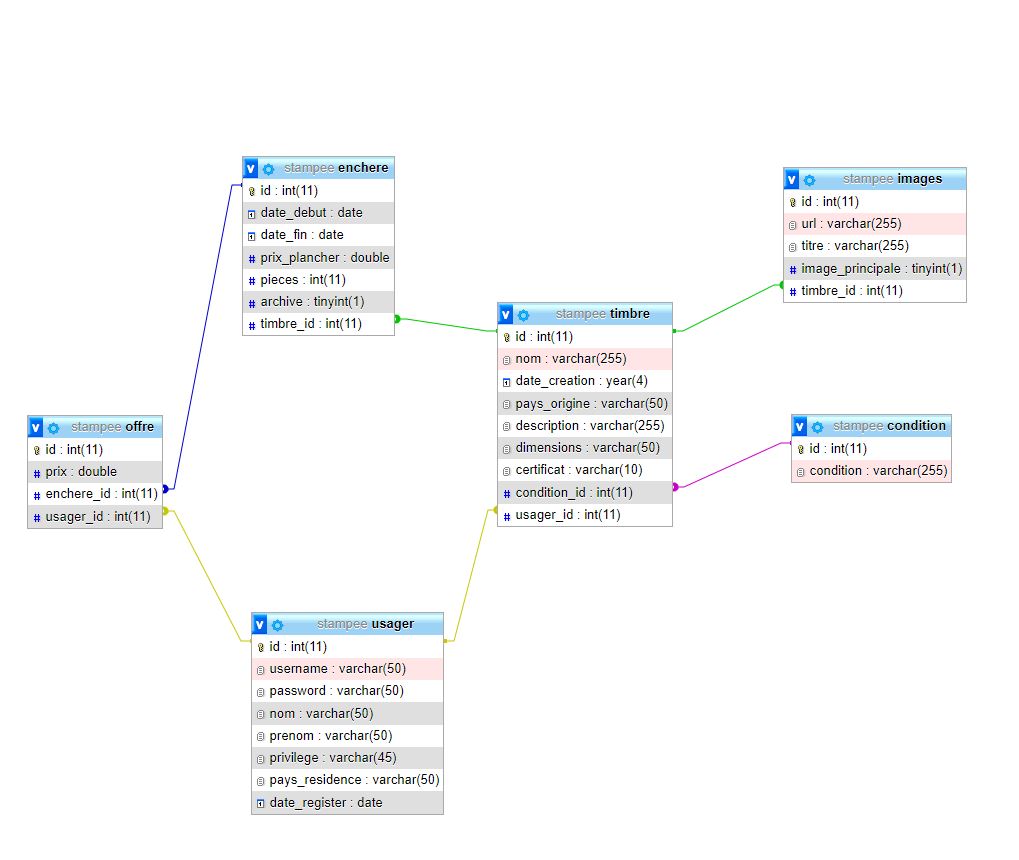 stampee enchere
id : int(11)
date_debut : date
date_fin : date
prix_plancher : double
pieces : int(11)
archive : tinyint(1)
timbre_id : int(11)
stampee images
id : int(11)
url : varchar(255)
titre : varchar(255)
image_principale : tinyint(1)
timbre_id : int(11)
stampee timbre
id : int(11)
nom : varchar(255)
date_creation : year(4)
pays_origine : varchar(50)
description : varchar(255)
dimensions : varchar(50)
certificat : varchar(10)
condition_id : int(11)
usager_id : int(11)
stampee offre
id : int(11)
prix : double
enchere_id : int(11)
usager_id : int(11)
stampee condition
id : int(11)
condition : varchar(255)
stampee usager
id : int(11)
username : varchar(50)
password : varchar(50)
nom : varchar(50)
prenom : varchar(50)
privilege : varchar(45)
pays_residence : varchar(50)
date_register : date